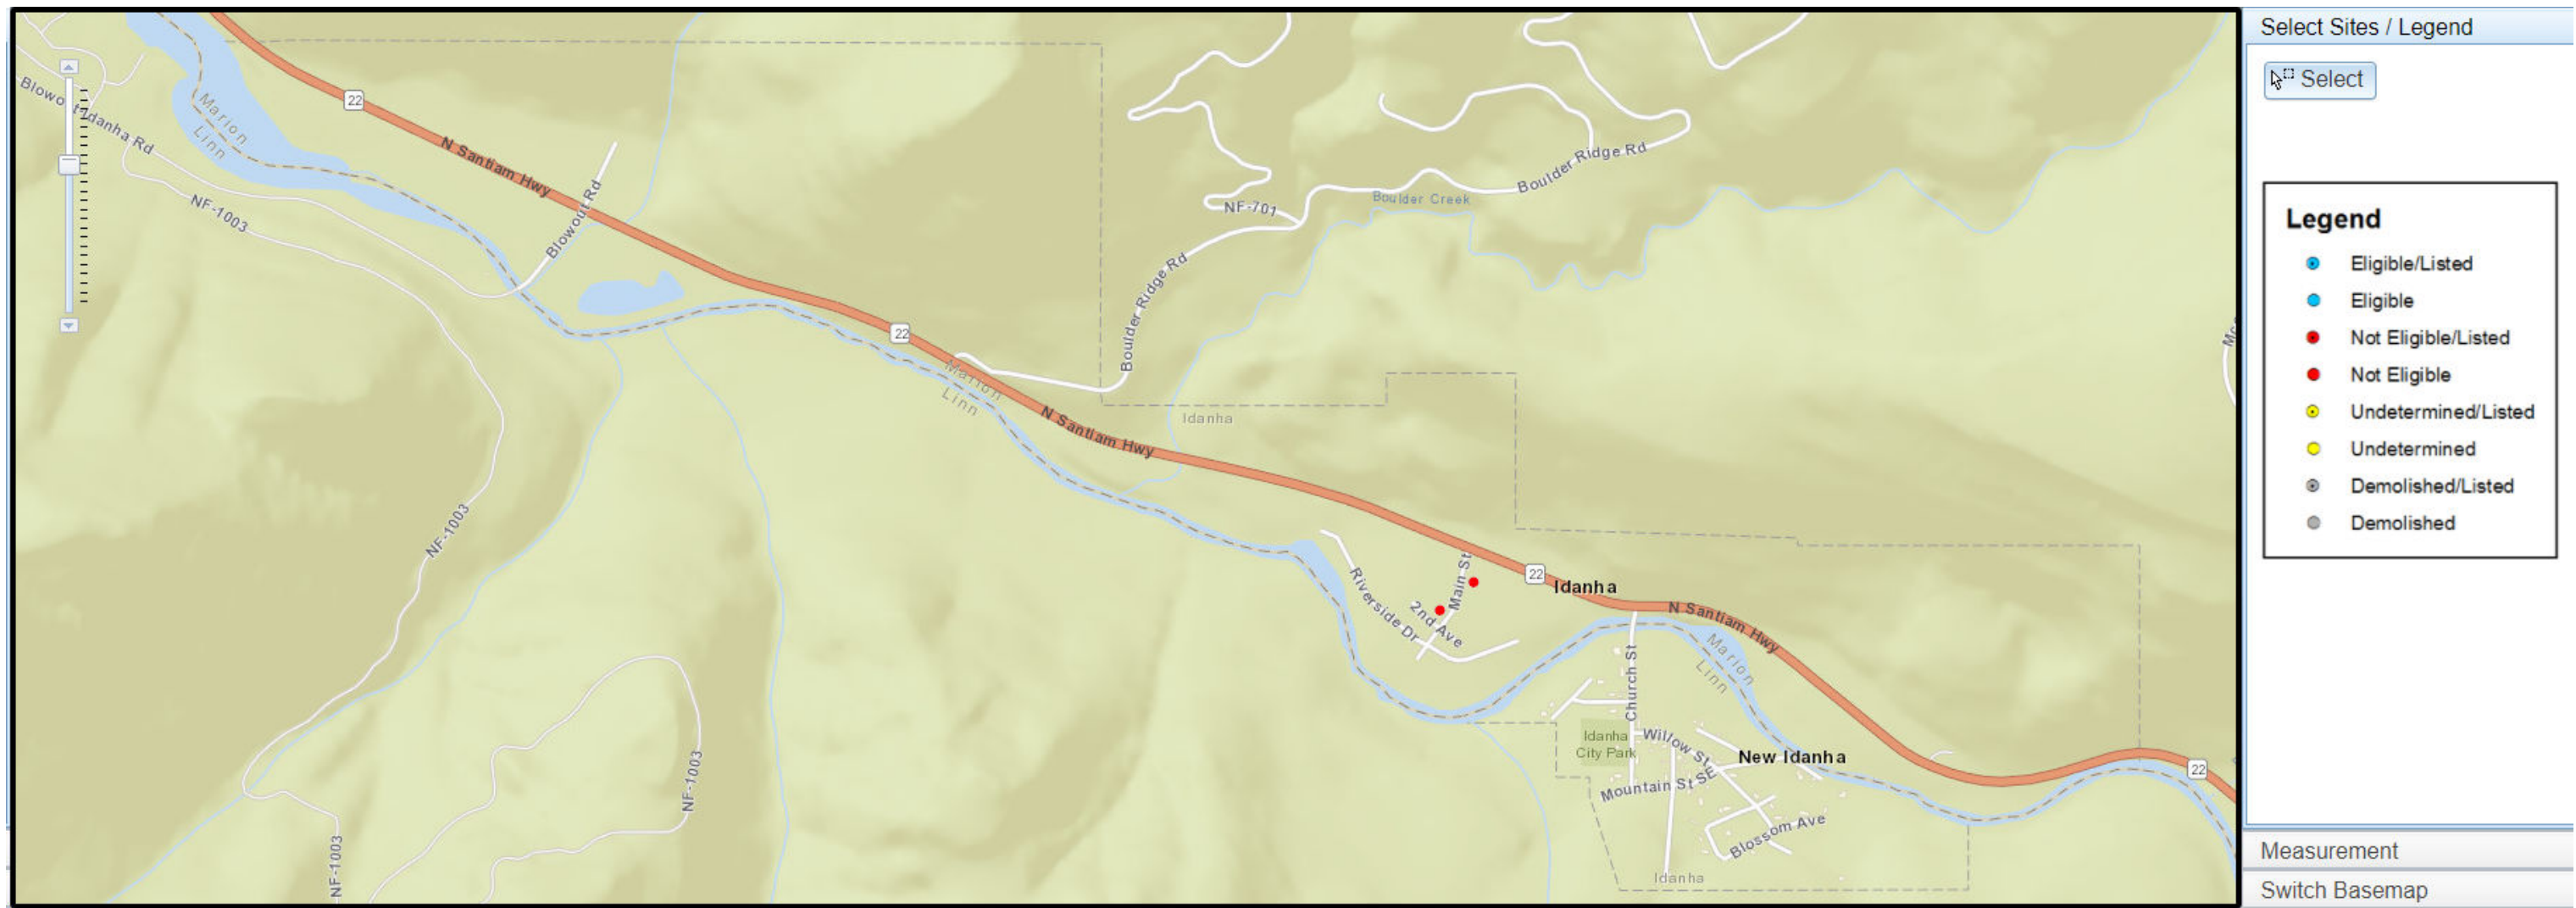 Select Sites / Legend
Select
Legend
Eligible/Listed
Eligible
Not Eligible/Listed
Not Eligible
Undetermined/Listed
Undetermined
Demolished/Listed
Demolished
Measurement
Switch Basemap
22
Marion
Linn
N Santiam Hwy
Blowout Rd
NF-1003
NF-701
Boulder Creek
Boulder Ridge Rd
Boulder Ridge Rd
22
Marion
Linn
N Santiam Hwy
Idanha
NF-1003
Riverside Dr
2nd Ave
Main St
22
Idanha
N Santiam Hwy
Marion
Linn
Church St
Idanha
City Park
Willow St
New Idanha
Mountain St SE
Blossom Ave
22
NF-1003
NF-1003
Idanha